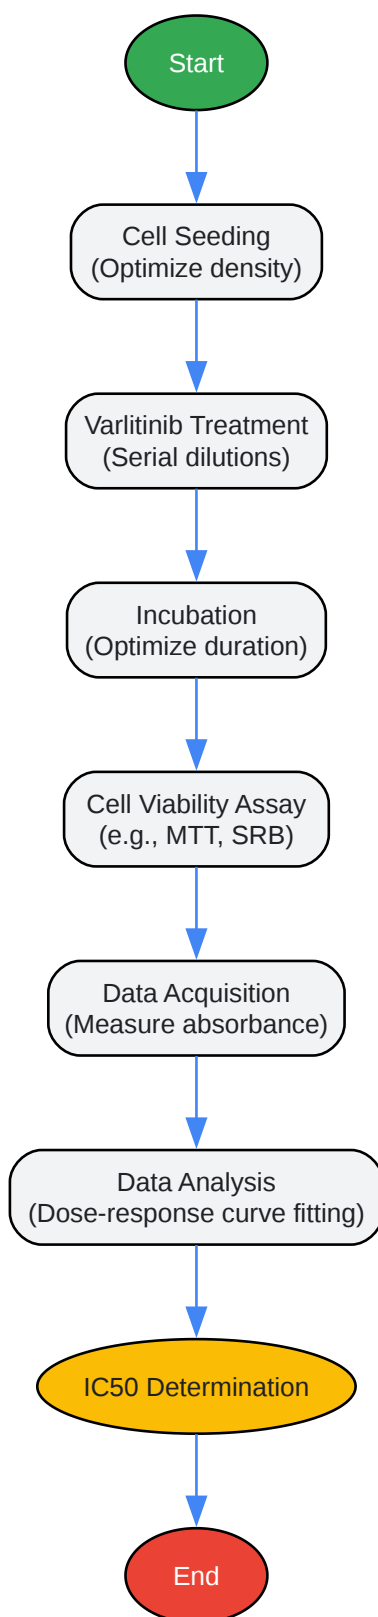 Start
Cell Seeding
(Optimize density)
Varlitinib Treatment
(Serial dilutions)
Incubation
(Optimize duration)
Cell Viability Assay
(e.g., MTT, SRB)
Data Acquisition
(Measure absorbance)
Data Analysis
(Dose-response curve fitting)
IC50 Determination
End